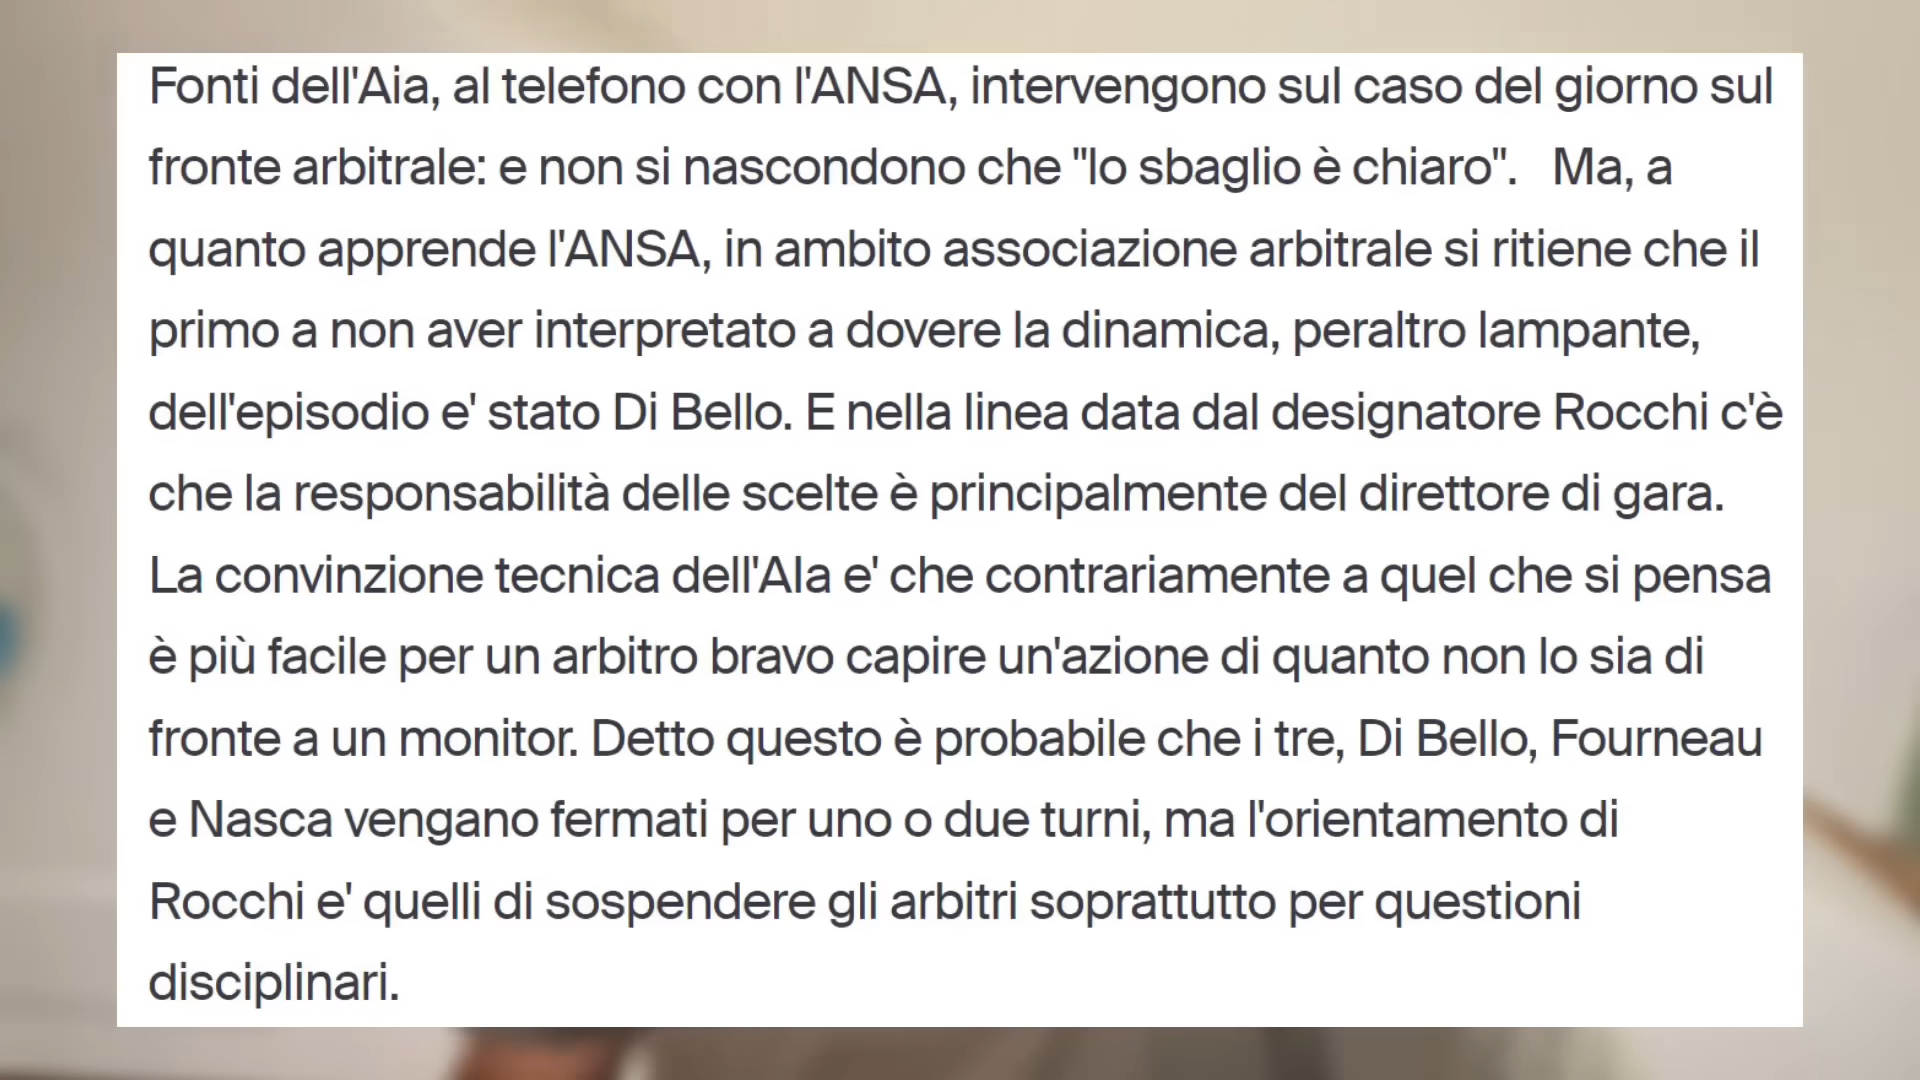 Fonti dell'Aia, al telefono con l'ANSA, intervengono sul caso del giorno sul
fronte arbitrale: e non si nascondono che "lo sbaglio è chiaro".   Ma, a
quanto apprende l'ANSA, in ambito associazione arbitrale si ritiene che il
primo a non aver interpretato a dovere la dinamica, peraltro lampante,
dell'episodio e' stato Di Bello. E nella linea data dal designatore Rocchi c'è
che la responsabilità delle scelte è principalmente del direttore di gara.
La convinzione tecnica dell'AIa e' che contrariamente a quel che si pensa
è più facile per un arbitro bravo capire un'azione di quanto non lo sia di
fronte a un monitor. Detto questo è probabile che i tre, Di Bello, Fourneau
e Nasca vengano fermati per uno o due turni, ma l'orientamento di
Rocchi e' quelli di sospendere gli arbitri soprattutto per questioni
disciplinari.